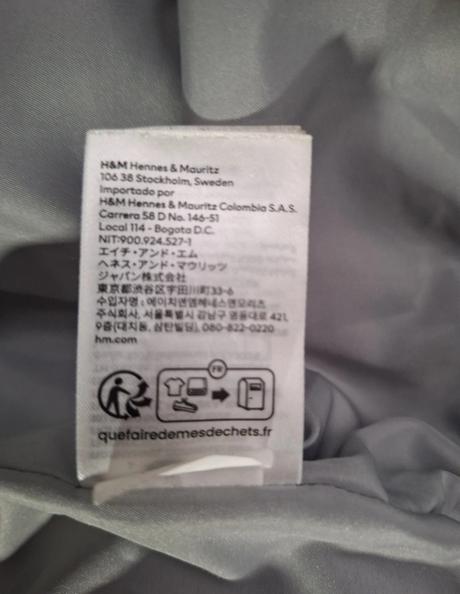 H&M Hennes & Mauritz
106 38 Stockholm, Sweden
Importado por
H&M Hennes & Mauritz Colombia S.A.S.
Carrera 58 D No. 146-51
Local 114 - Bogota D.C.
NIT:900.924.527-1
エイチ・アンド・エム
ヘネス・アンド・マウリッツ
ジャパン株式会社
東京都渋谷区宇田川町33-6
수입자명 : 에이치엔엠헤네스앤모리츠
주식회사, 서울특별시 강남구 영동대로 421,
9층(대치동, 삼탄빌딩), 080-822-0220
hm.com
FR
quefairedemesdechets.fr